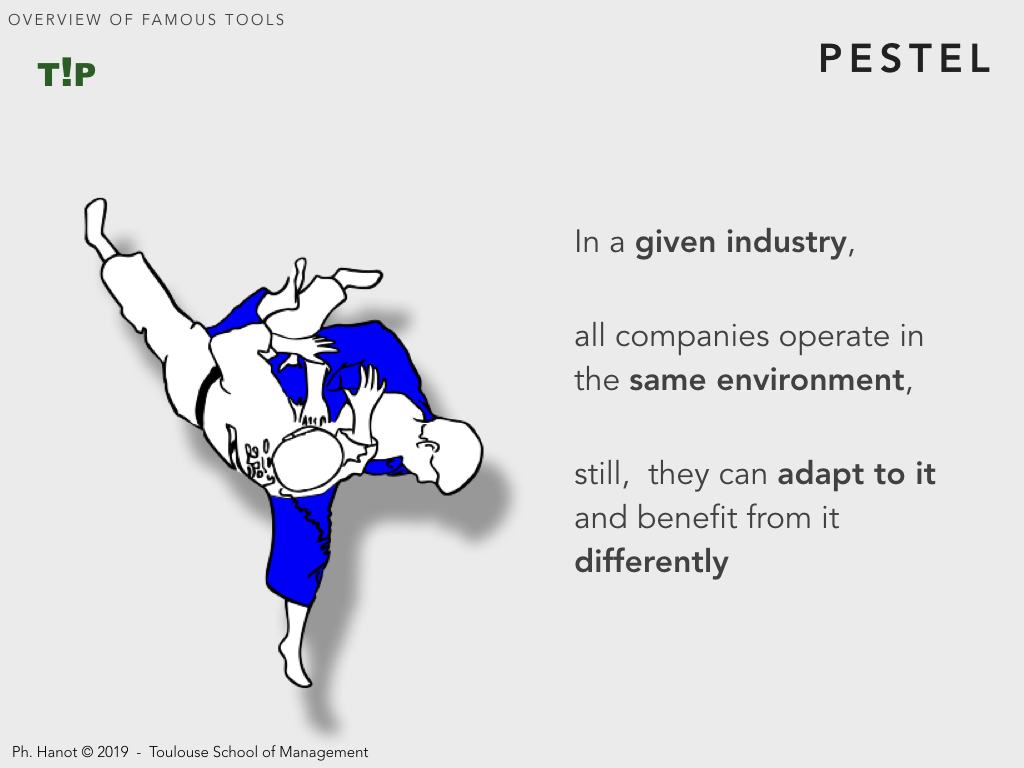 OVERVIEW OF FAMOUS TOOLS
T!P
PESTEL
In a given industry,
all companies operate in
the same environment,
still,  they can adapt to it
and benefit from it
differently
Ph. Hanot © 2019 - Toulouse School of Management